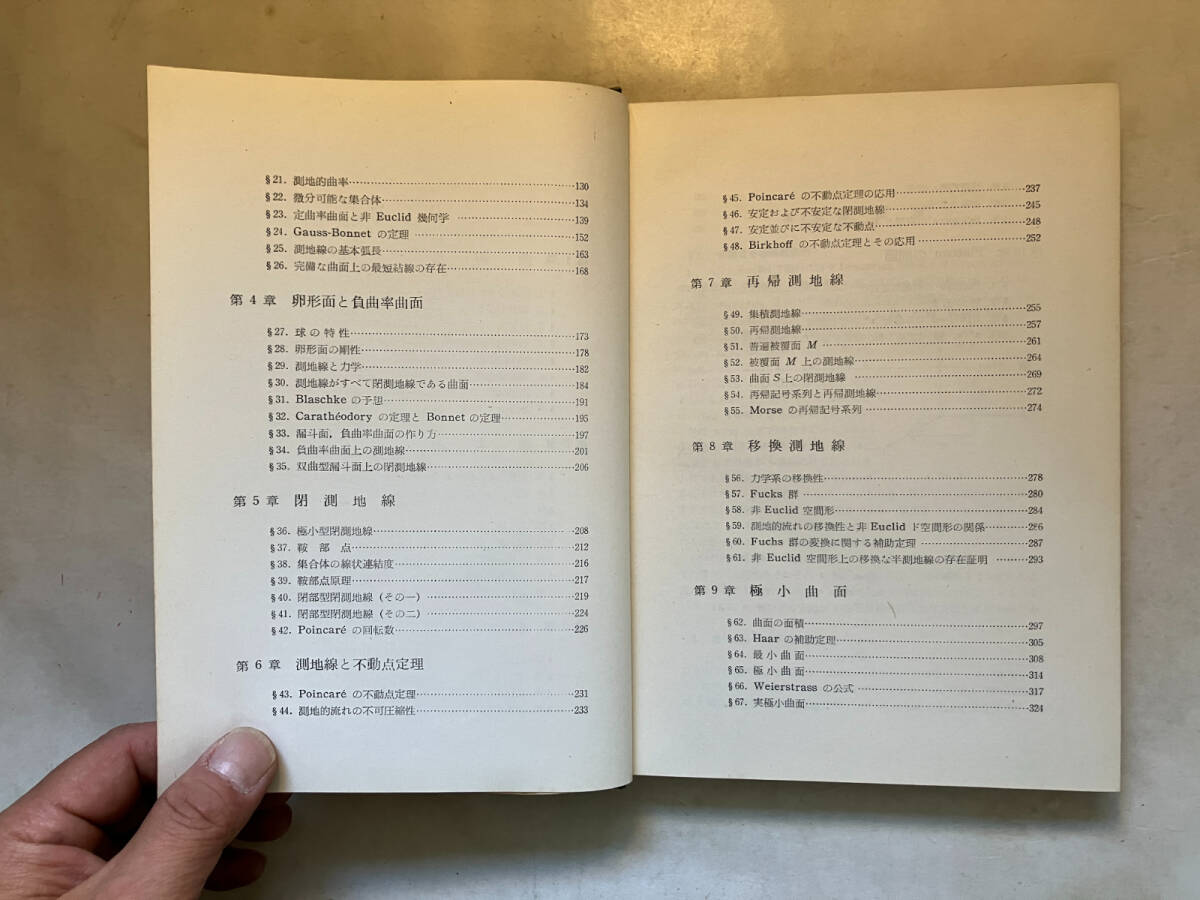 §21. 測地的曲率……130
§22. 微分可能な集合体……134
§23. 定曲率曲面と非 Euclid 幾何学……139
§24. Gauss-Bonnet の定理……152
§25. 測地線の基本弧長……163
§26. 完備な曲面上の最短結線の存在……168
第4章 卵形面と負曲率曲面
§27. 球の特性……173
§28. 卵形面の剛性……178
§29. 測地線と力学……182
§30. 測地線がすべて閉測地線である曲面……184
§31. Blaschke の予想……191
§32. Carathéodory の定理と Bonnet の定理……195
§33. 漏斗面,負曲率曲面の作り方……197
§34. 負曲率曲面上の測地線……201
§35. 双曲型漏斗面上の閉測地線……206
第5章 閉測地線
§36. 極小型閉測地線……208
§37. 鞍部点……212
§38. 集合体の線状連結度……216
§39. 鞍部点原理……217
§40. 閉部型閉測地線(その一)……219
§41. 閉部型閉測地線(その二)……224
§42. Poincaré の回転数……226
第6章 測地線と不動点定理
§43. Poincaré の不動点定理……231
§44. 測地的流れの不可圧縮性……233
§45. Poincaré の不動点定理の応用……237
§46. 安定および不安定な閉測地線……245
§47. 安定並びに不安定な不動点……248
§48. Birkhoff の不動点定理とその応用……252
第7章 再帰測地線
§49. 集積測地線……255
§50. 再帰測地線……257
§51. 普遍被覆面 M……261
§52. 被覆面 M 上の測地線……264
§53. 曲面 S 上の閉測地線……269
§54. 再帰記号系列と再帰測地線……272
§55. Morse の再帰記号系列……274
第8章 移換測地線
§56. 力学系の移換性……278
§57. Fucks 群……280
§58. 非 Euclid 空間形……284
§59. 測地的流れの移換性と非 Euclid ド空間形の関係……286
§60. Fuchs 群の変換に関する補助定理……287
§61. 非 Euclid 空間形上の移換な半測地線の存在証明……293
第9章 極小曲面
§62. 曲面の面積……297
§63. Haar の補助定理……305
§64. 最小曲面……308
§65. 極小曲面……314
§66. Weierstrass の公式……317
§67. 実極小曲面……324